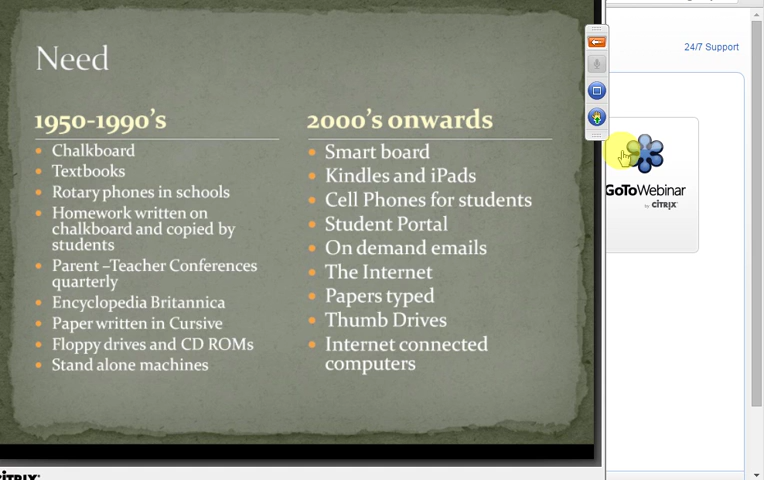 Need
1950-1990's
Chalkboard
Textbooks
Rotary phones in schools
Homework written on
chalkboard and copied by
students
Parent –Teacher Conferences
quarterly
Encyclopedia Britannica
Paper written in Cursive
Floppy drives and CD ROMs
Stand alone machines
2000's onwards
Smart board
Kindles and iPads
Cell Phones for students
Student Portal
On demand emails
The Internet
Papers typed
Thumb Drives
Internet connected
computers
24/7 Support
GoToWebinar
by CITRIX
CITRIX